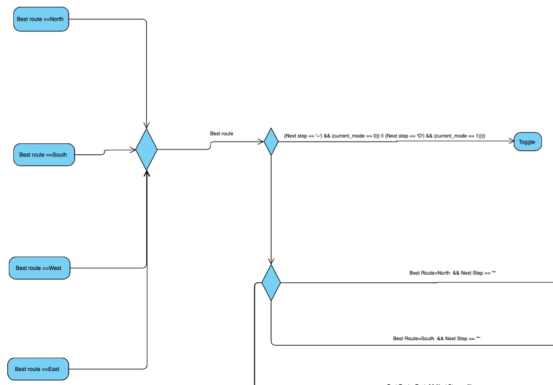 Best route ==North
Best route
(Next step == '~') && (current_mode == 0)) II (Next step == 'O') && (current_mode == 1))))
Toggle
Best route ==South
Best route ==West
Best Route=North && Next Step == ""
Best Route=South && Next Step == ""
Best route ==East